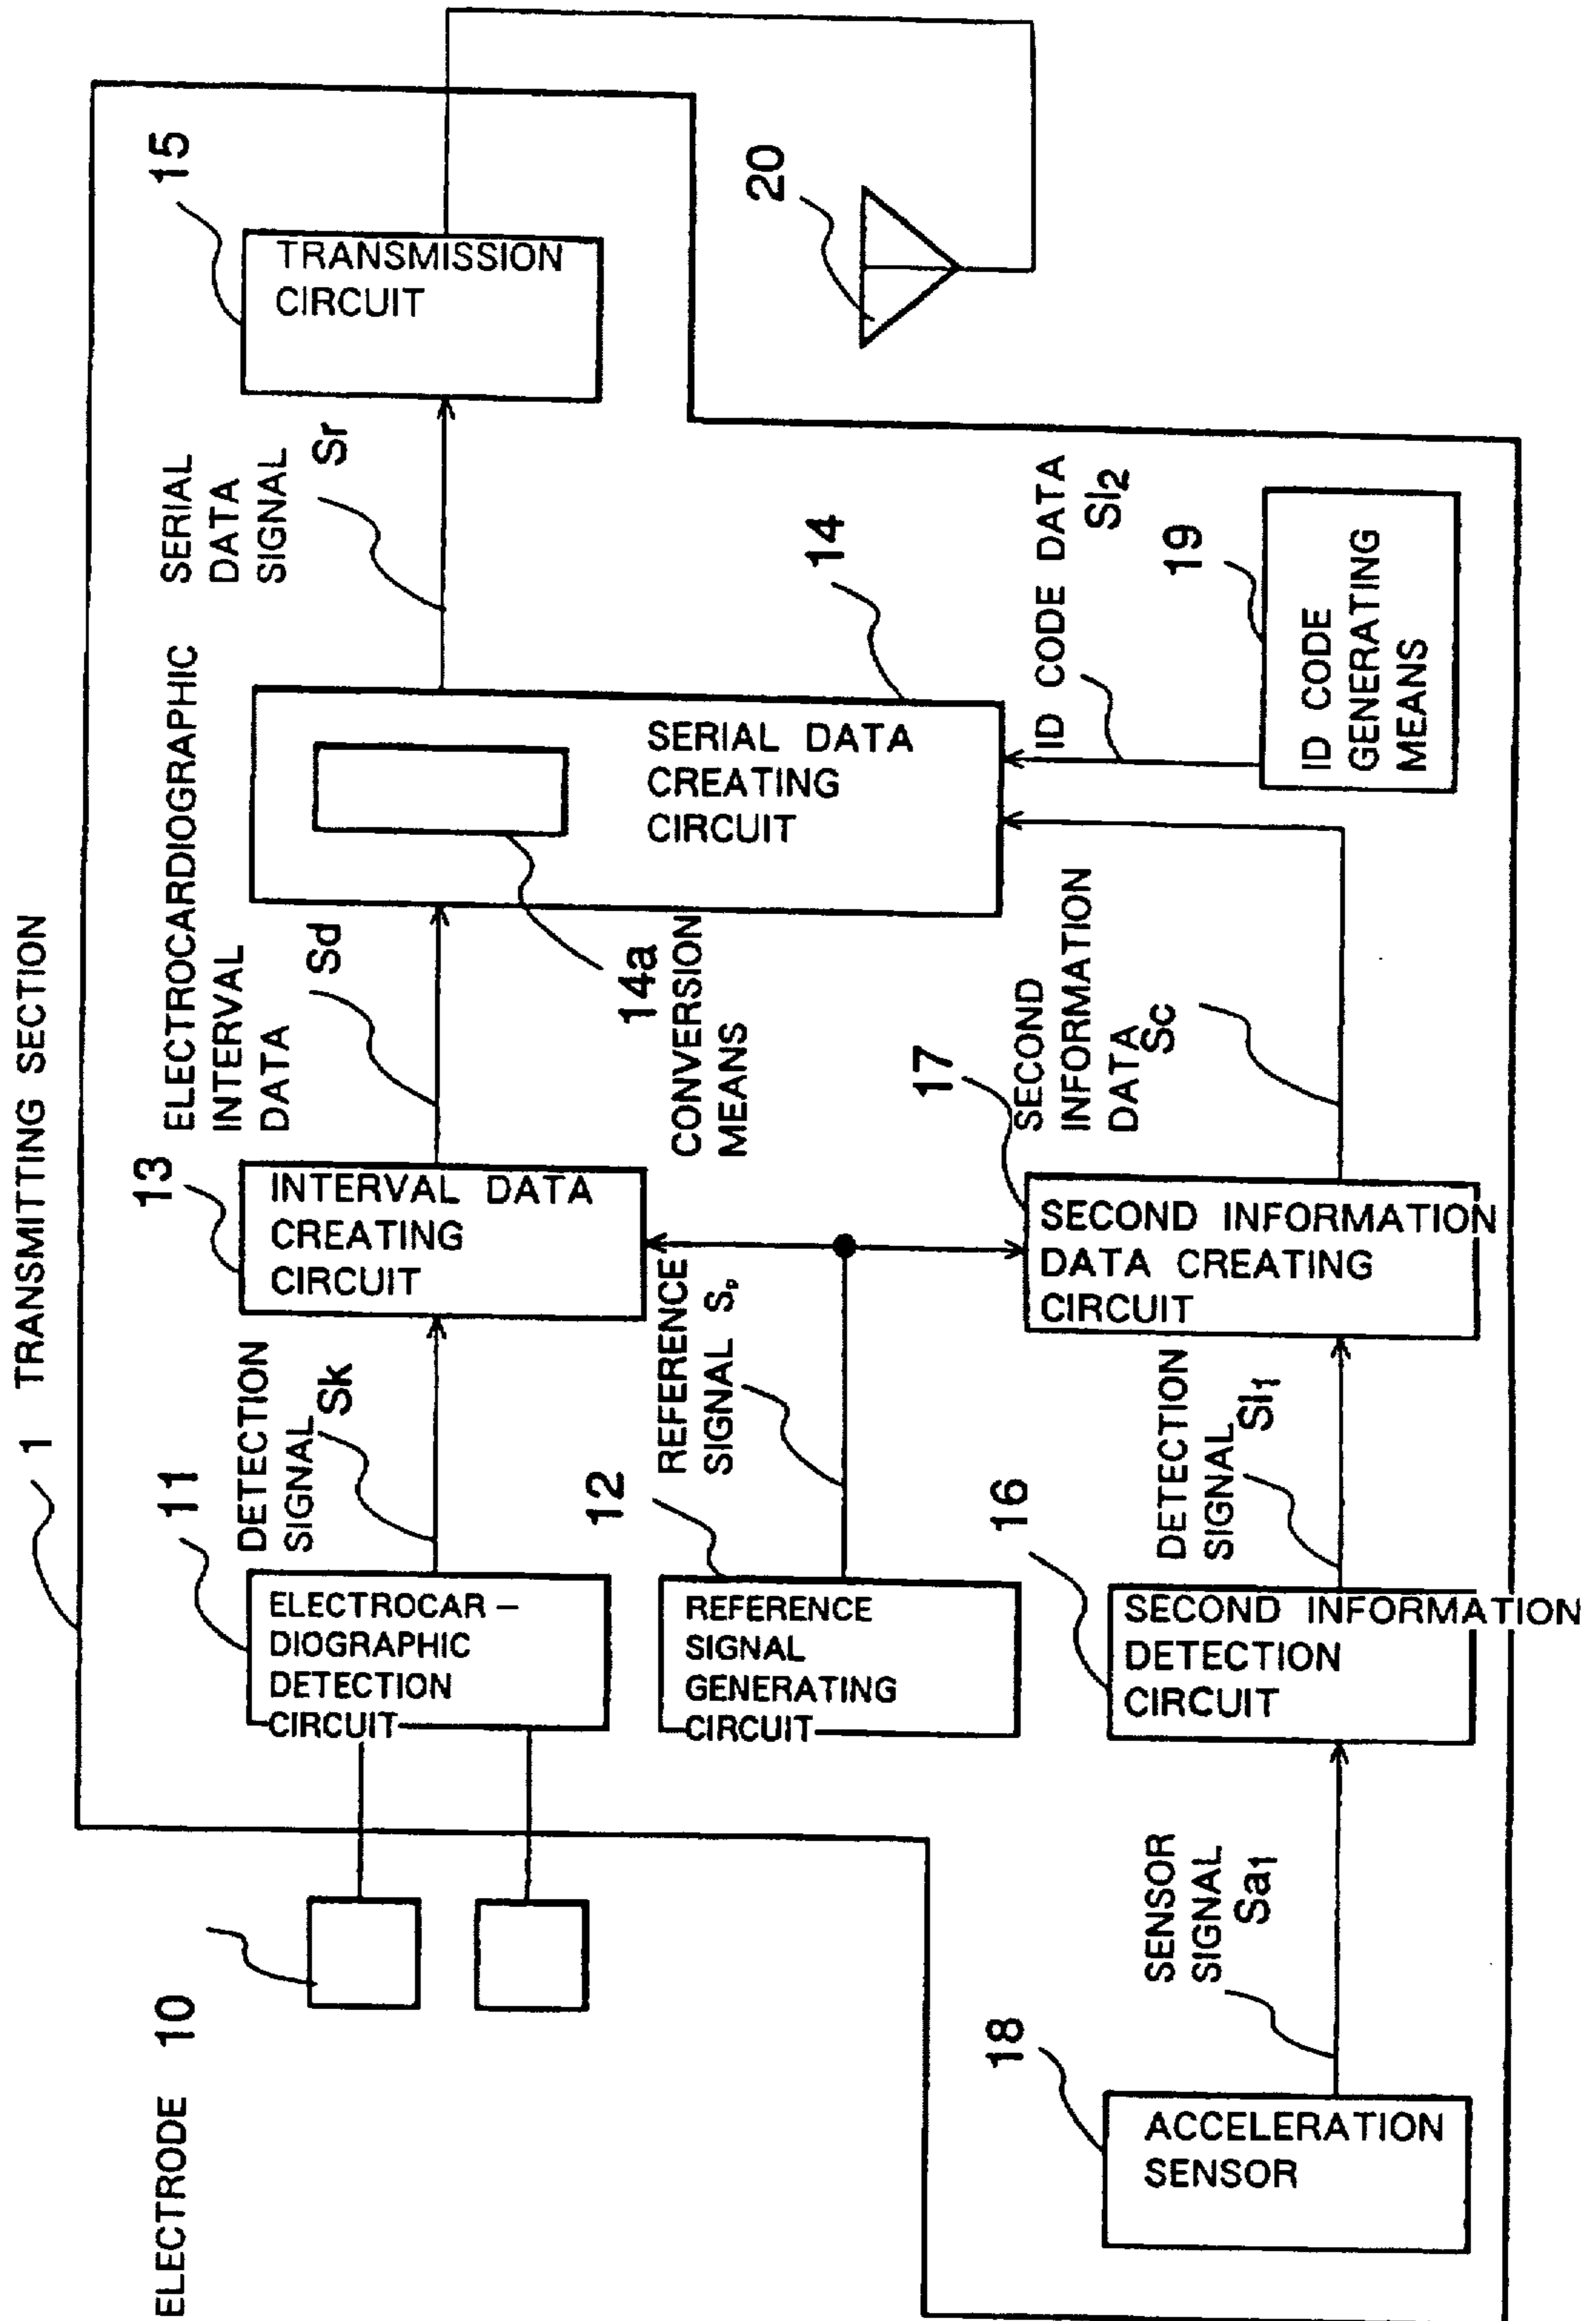 1 TRANSMITTING SECTION
15
TRANSMISSION
CIRCUIT
20
SERIAL
DATA
SIGNAL
Sr
14
ID CODE DATA
SI2
19
ID CODE
GENERATING
MEANS
ELECTROCARDIOGRAPHIC
INTERVAL
DATA
Sd
SERIAL DATA
CREATING
CIRCUIT
14a
CONVERSION
MEANS
SECOND
INFORMATION
DATA
Sc
13
INTERVAL DATA
CREATING
CIRCUIT
17
SECOND INFORMATION
DATA CREATING
CIRCUIT
DETECTION
SIGNAL
Sk
REFERENCE
SIGNAL
DETECTION
SIGNAL
SI1
11
ELECTROCAR-
DIOGRAPHIC
DETECTION
CIRCUIT
12
REFERENCE
SIGNAL
GENERATING
CIRCUIT
16
SECOND INFORMATION
DETECTION
CIRCUIT
ELECTRODE 10
SENSOR
SIGNAL
Sa1
18
ACCELERATION
SENSOR